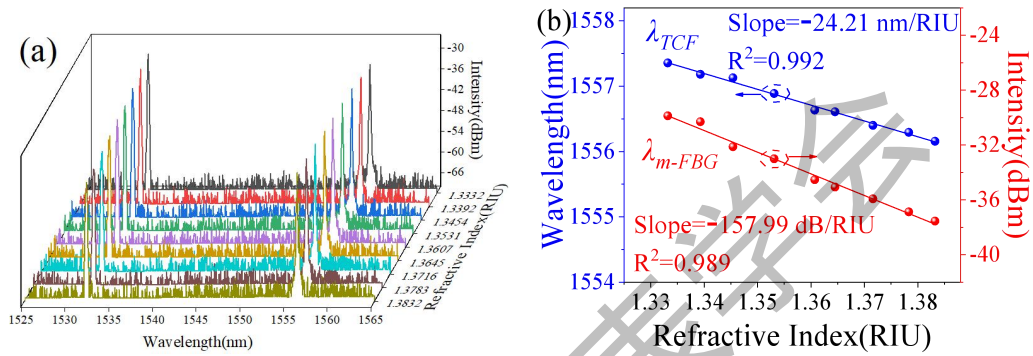 (a)
-30
-36
-42
-48
-54
-60
-66
Intensity(dBm)
1.3332
1.3392
1.3454
1.3531
1.3607
1.3645
1.3716
1.3783
1.3832
Refractive Index(RIU)
1525 1530 1535 1540 1545 1550 1555 1560 1565
Wavelength(nm)
(b)
1558
1557
1556
1555
1554
Wavelength(nm)
λTCF
Slope=-24.21 nm/RIU
R²=0.992
λm-FBG
Slope=-157.99 dB/RIU
R²=0.989
-24
-28
-32
-36
-40
Intensity(dBm)
1.33 1.34 1.35 1.36 1.37 1.38
Refractive Index(RIU)
学会